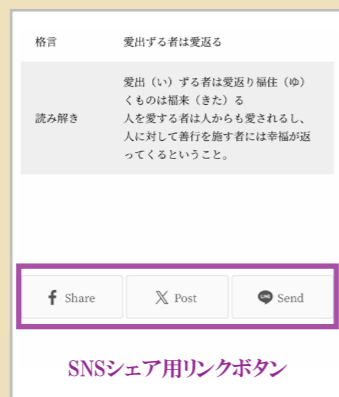 格言 愛出ずる者は愛返る
愛出（い）ずる者は愛返り福住（ゆ）
くものは福来（きた）る
読み解き 人を愛する者は人からも愛されるし、
人に対して善行を施す者には幸福が返
ってくるということ。
Share Post Send
SNSシェア用リンクボタン